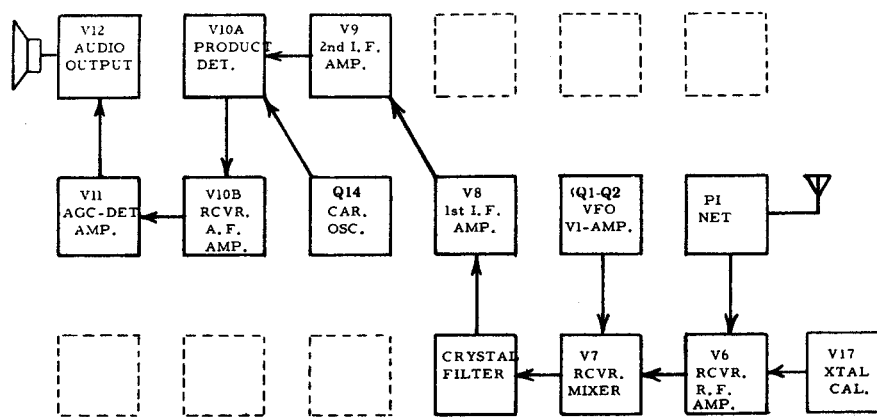 V12
AUDIO
OUTPUT
V10A
PRODUCT
DET.
V9
2nd I. F.
AMP.
V11
AGC-DET
AMP.
V10B
RCVR.
A. F.
AMP.
Q14
CAR.
OSC.
V8
1st I. F.
AMP.
(Q1-Q2
VFO
V1-AMP.
PI
NET
CRYSTAL
FILTER
V7
RCVR.
MIXER
V6
RCVR.
R. F.
AMP.
V17
XTAL
CAL.